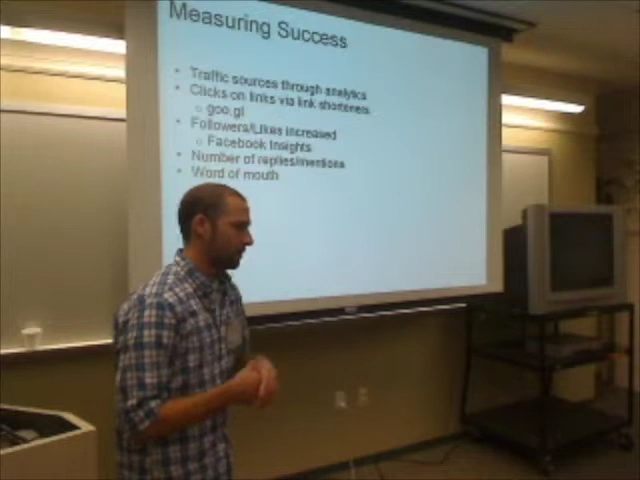 Measuring Success
• Traffic sources through analytics
• Clicks on links via link shorteners
o goo.gl
• Followers/Likes increased
o Facebook Insights
• Number of replies/mentions
• Word of mouth